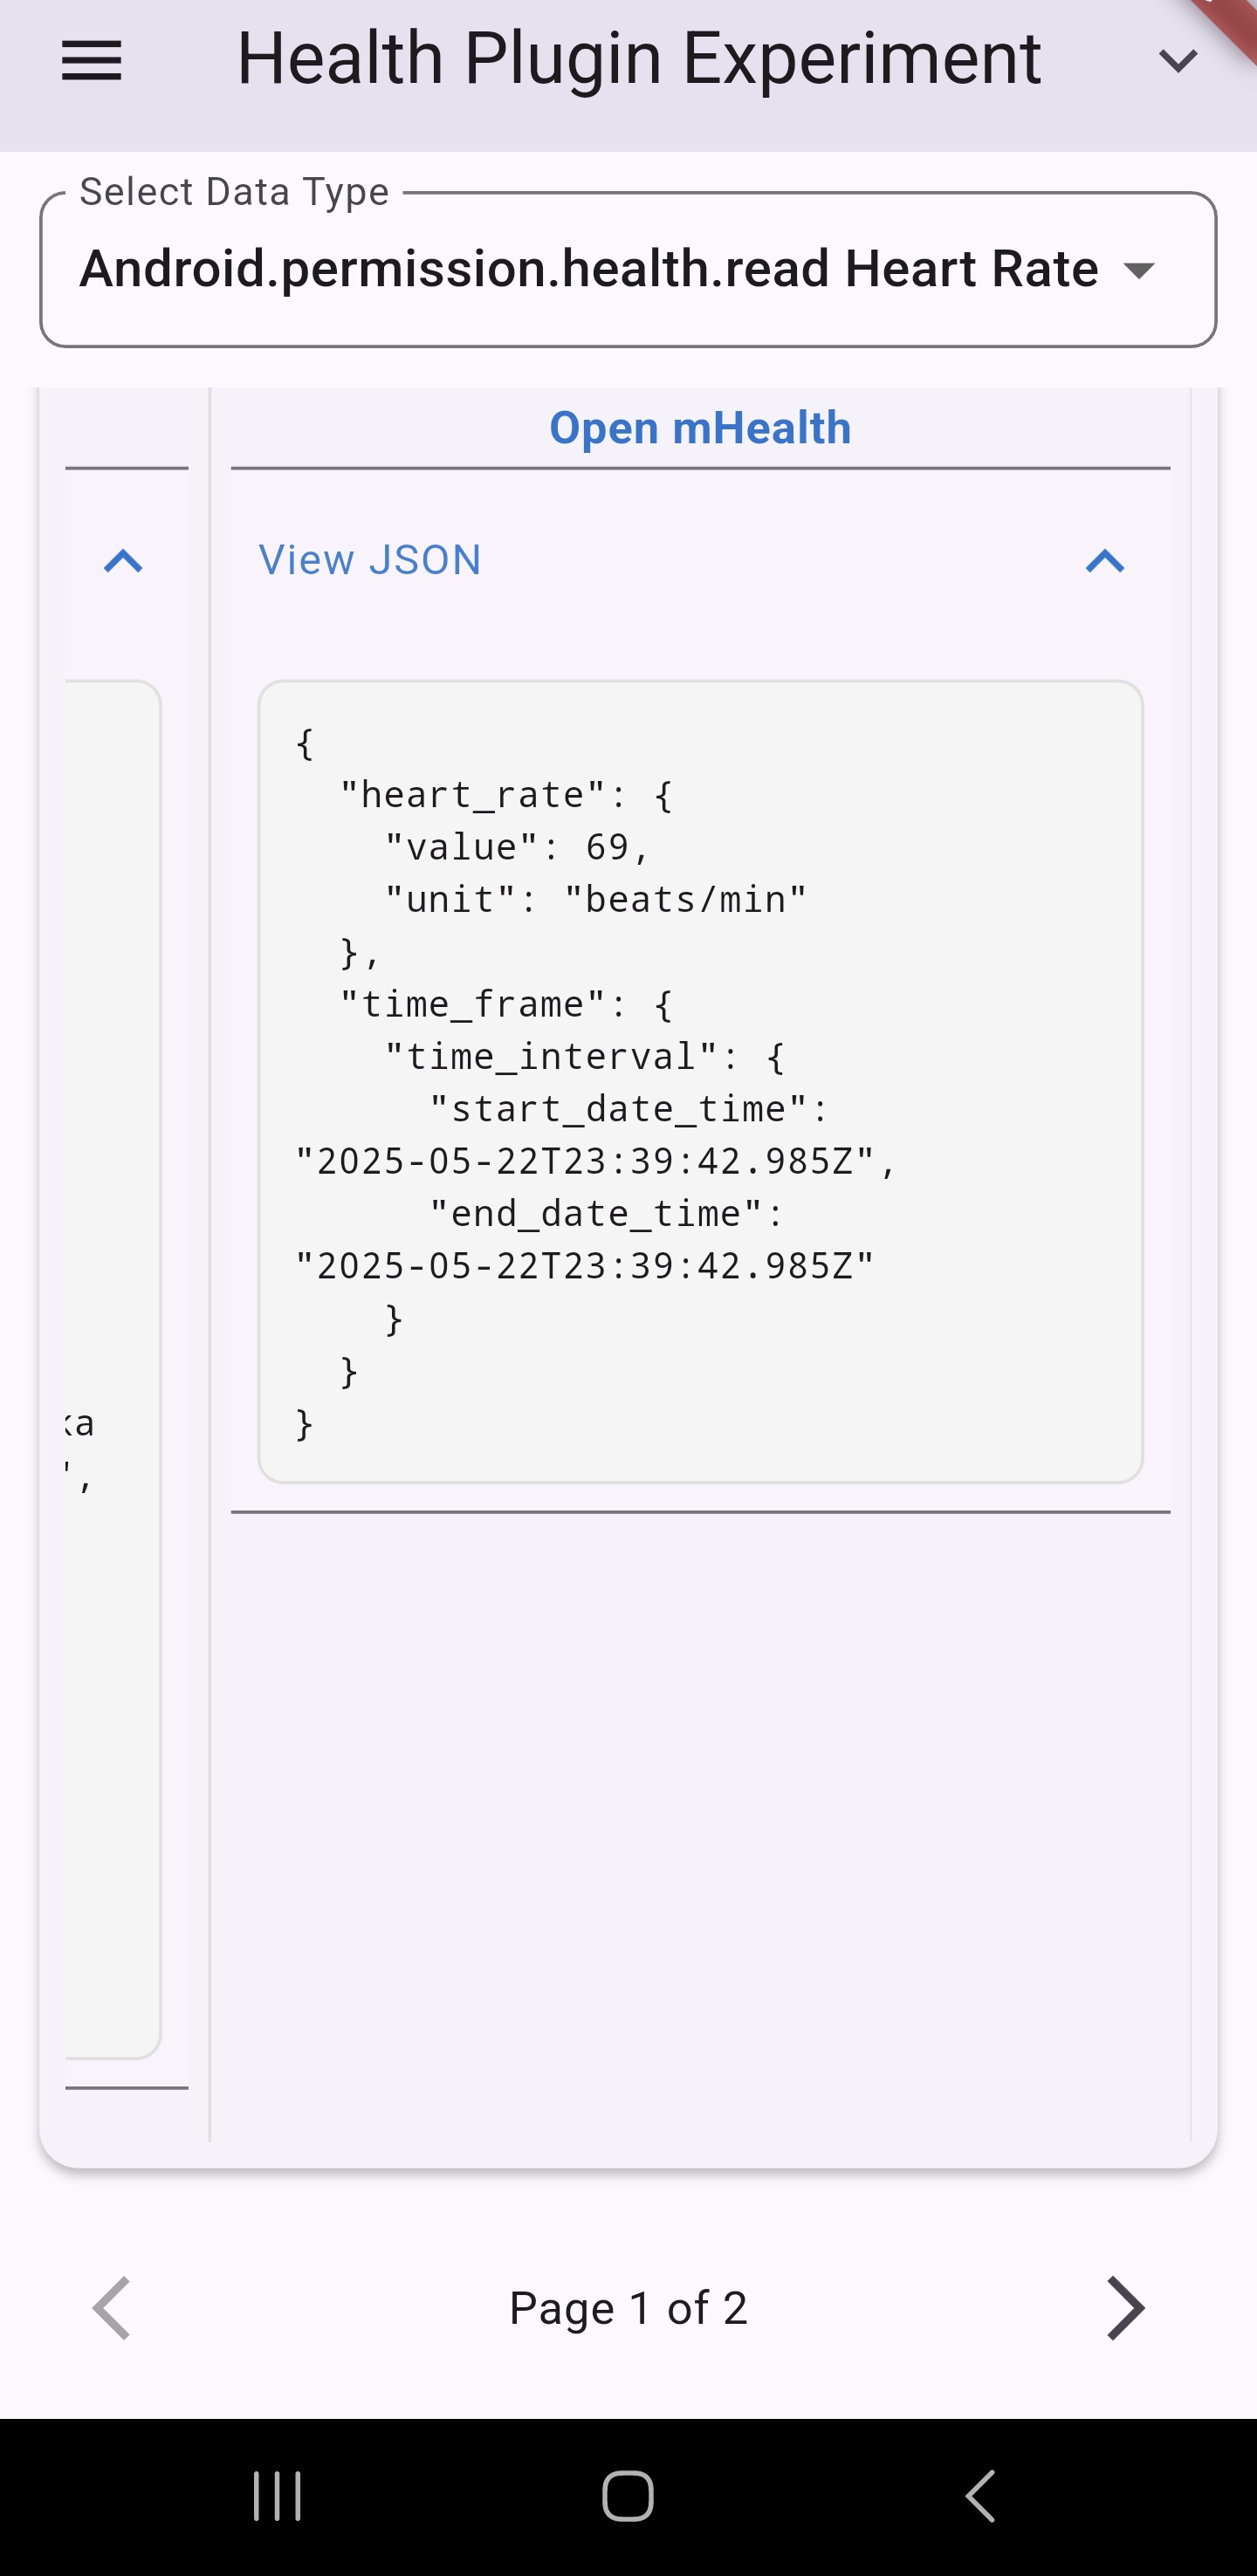 Health Plugin Experiment
Select Data Type
Android.permission.health.read Heart Rate
Open mHealth
View JSON
{
  "heart_rate": {
    "value": 69,
    "unit": "beats/min"
  },
  "time_frame": {
    "time_interval": {
      "start_date_time":
"2025-05-22T23:39:42.985Z",
      "end_date_time":
"2025-05-22T23:39:42.985Z"
    }
  }
}
Page 1 of 2